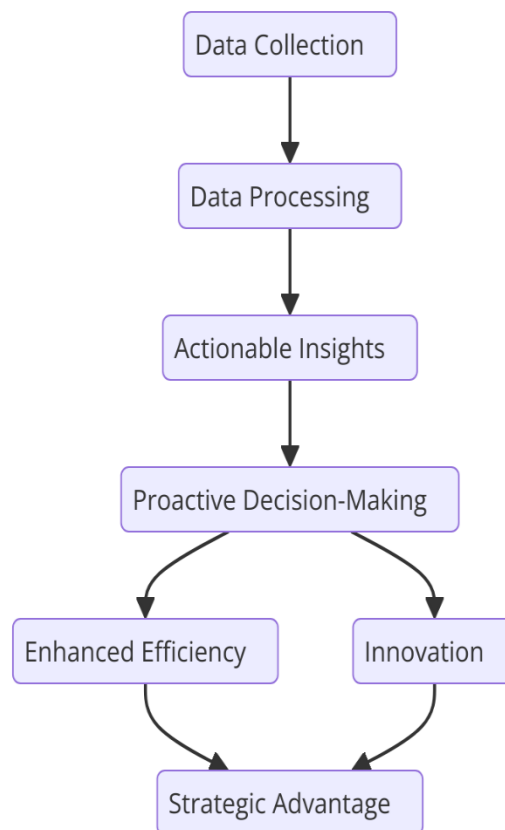 Data Collection
Data Processing
Actionable Insights
Proactive Decision-Making
Enhanced Efficiency
Innovation
Strategic Advantage